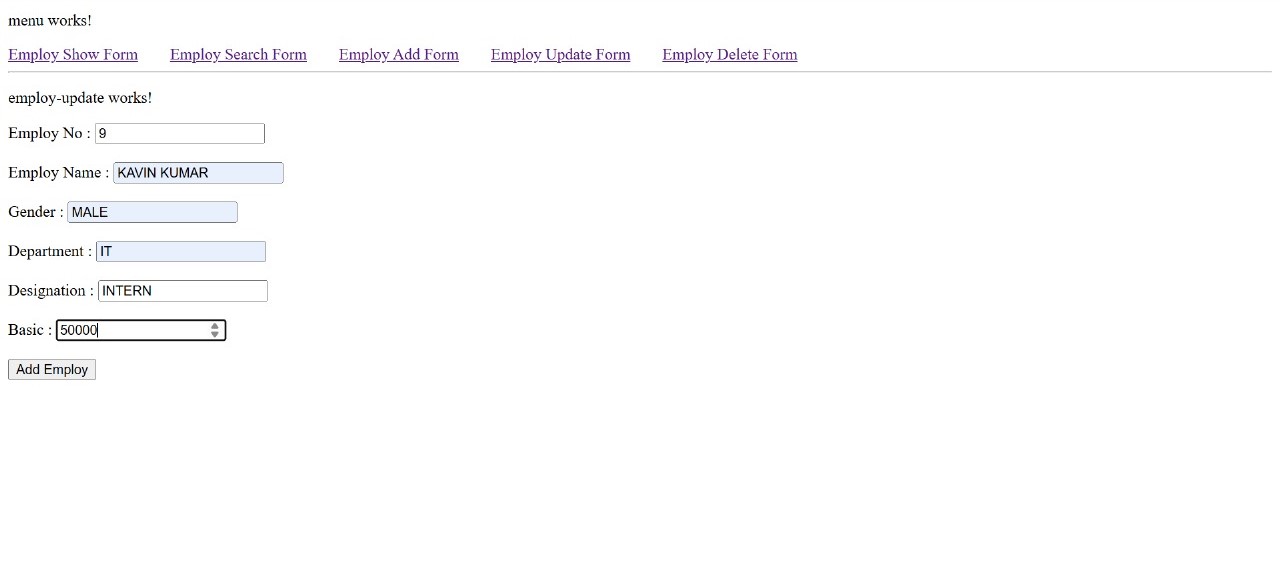 menu works!
Employ Show Form Employ Search Form Employ Add Form Employ Update Form Employ Delete Form
employ-update works!
Employ No : 9
Employ Name : KAVIN KUMAR
Gender : MALE
Department : IT
Designation : INTERN
Basic : 50000
Add Employ